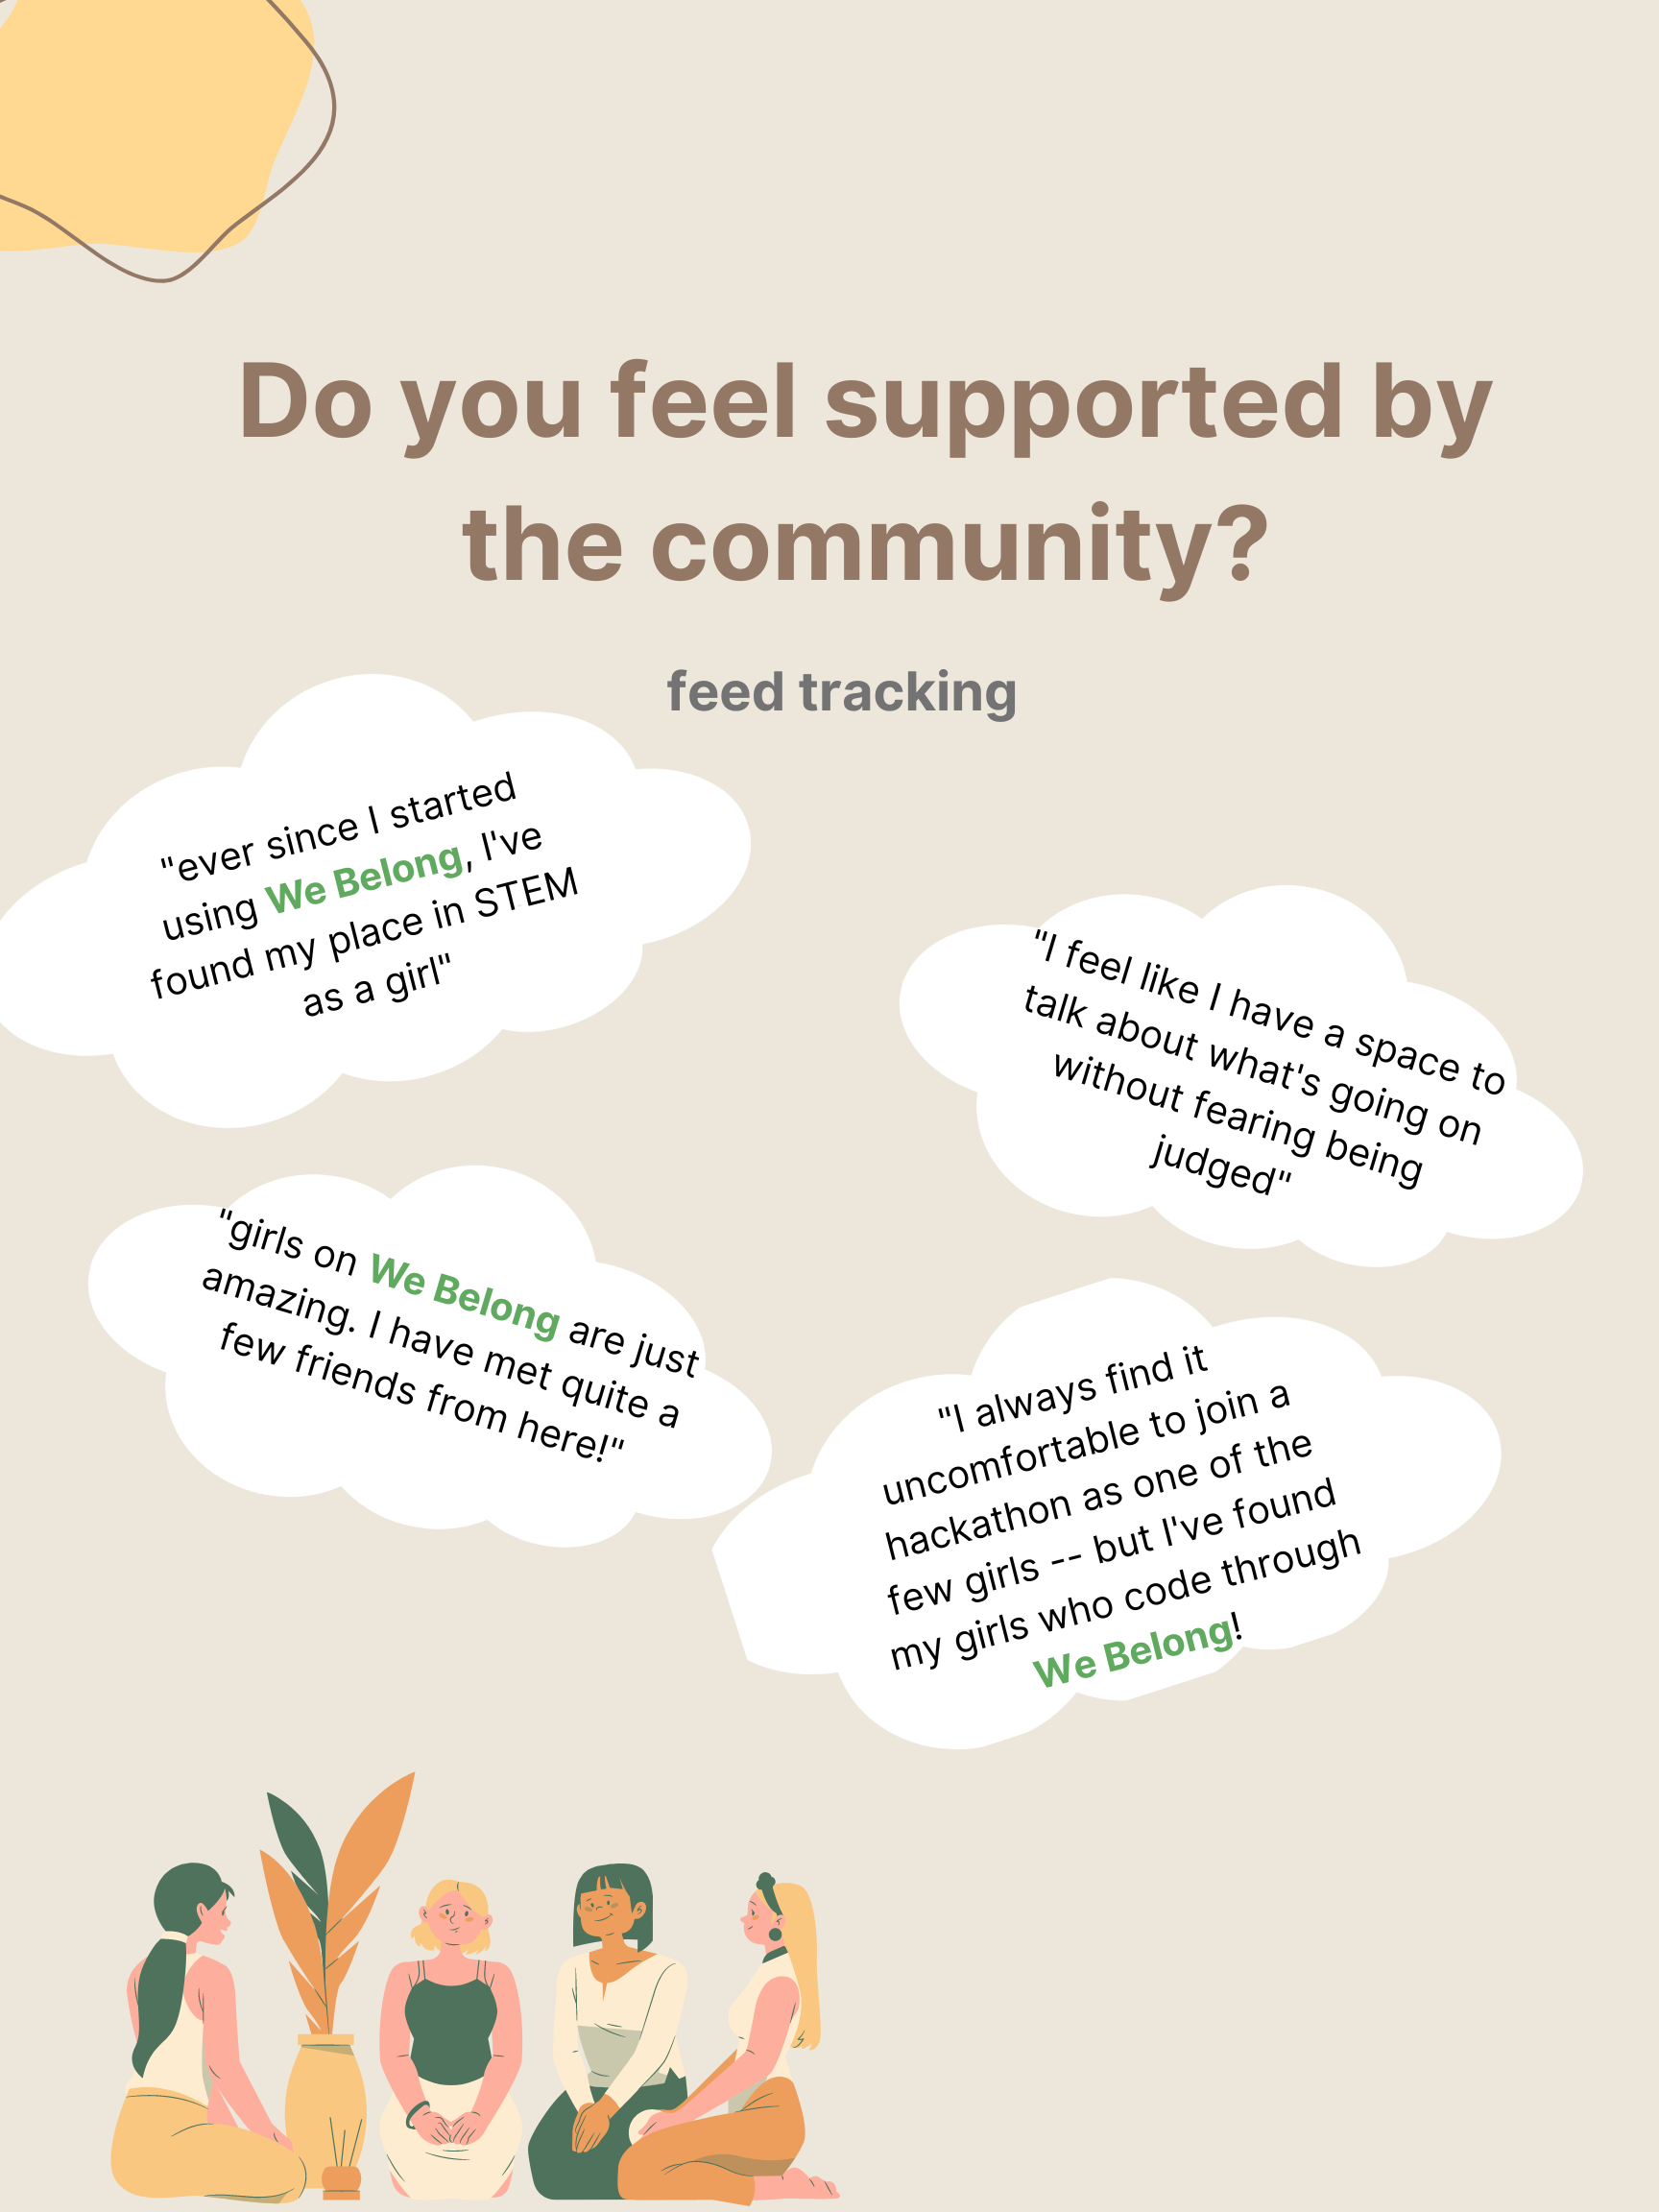 Do you feel supported by
the community?
feed tracking
"ever since I started
using We Belong, I've
found my place in STEM
as a girl"
"I feel like I have a space to
talk about what's going on
without fearing being
judged"
"girls on We Belong are just
amazing. I have met quite a
few friends from here!"
"I always find it
uncomfortable to join a
hackathon as one of the
few girls -- but I've found
my girls who code through
We Belong!